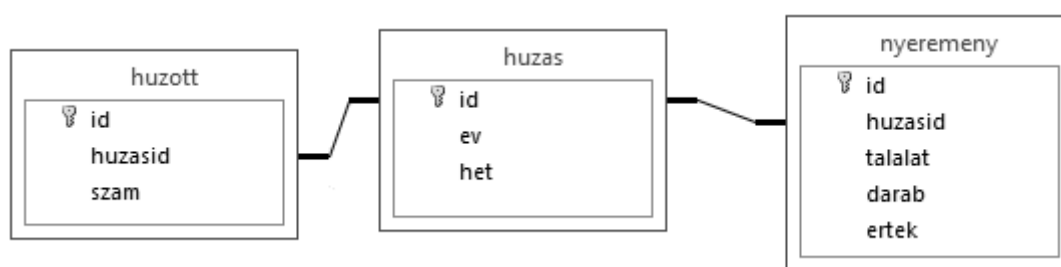 huzott
id
huzasid
szam
huzas
id
ev
het
nyeremeny
id
huzasid
talalat
darab
ertek